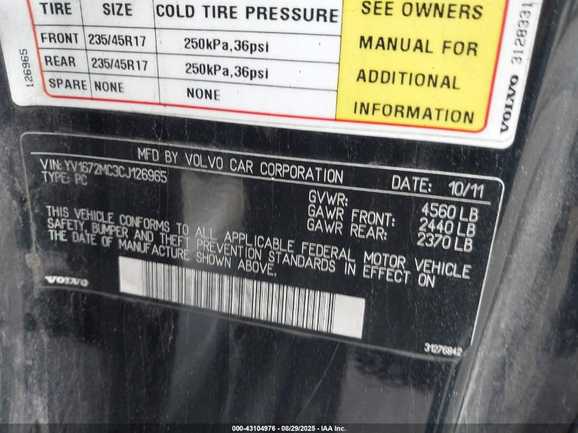 TIRE SIZE COLD TIRE PRESSURE
FRONT 235/45R17 250kPa,36psi
REAR 235/45R17 250kPa,36psi
SPARE NONE NONE
SEE OWNERS
MANUAL FOR
ADDITIONAL
INFORMATION
126965
VOLVO 3128331
MFD BY VOLVO CAR CORPORATION
VIN: YV1672MC3CJ126965
TYPE: PC
DATE: 10/11
GVWR: 4560 LB
GAWR FRONT: 2440 LB
GAWR REAR: 2370 LB
THIS VEHICLE CONFORMS TO ALL APPLICABLE FEDERAL MOTOR VEHICLE
SAFETY, BUMPER AND THEFT PREVENTION STANDARDS IN EFFECT ON
THE DATE OF MANUFACTURE SHOWN ABOVE.
VOLVO
31276842
000-43104976 - 08/29/2025 - IAA Inc.